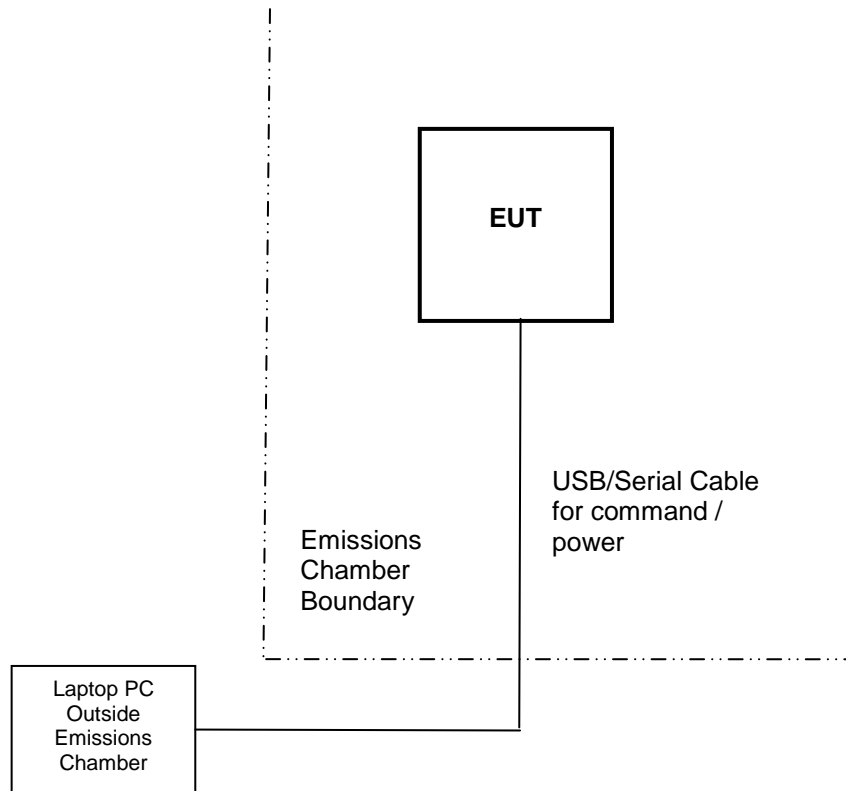 EUT
USB/Serial Cable
for command /
power
Emissions
Chamber
Boundary
Laptop PC
Outside
Emissions
Chamber